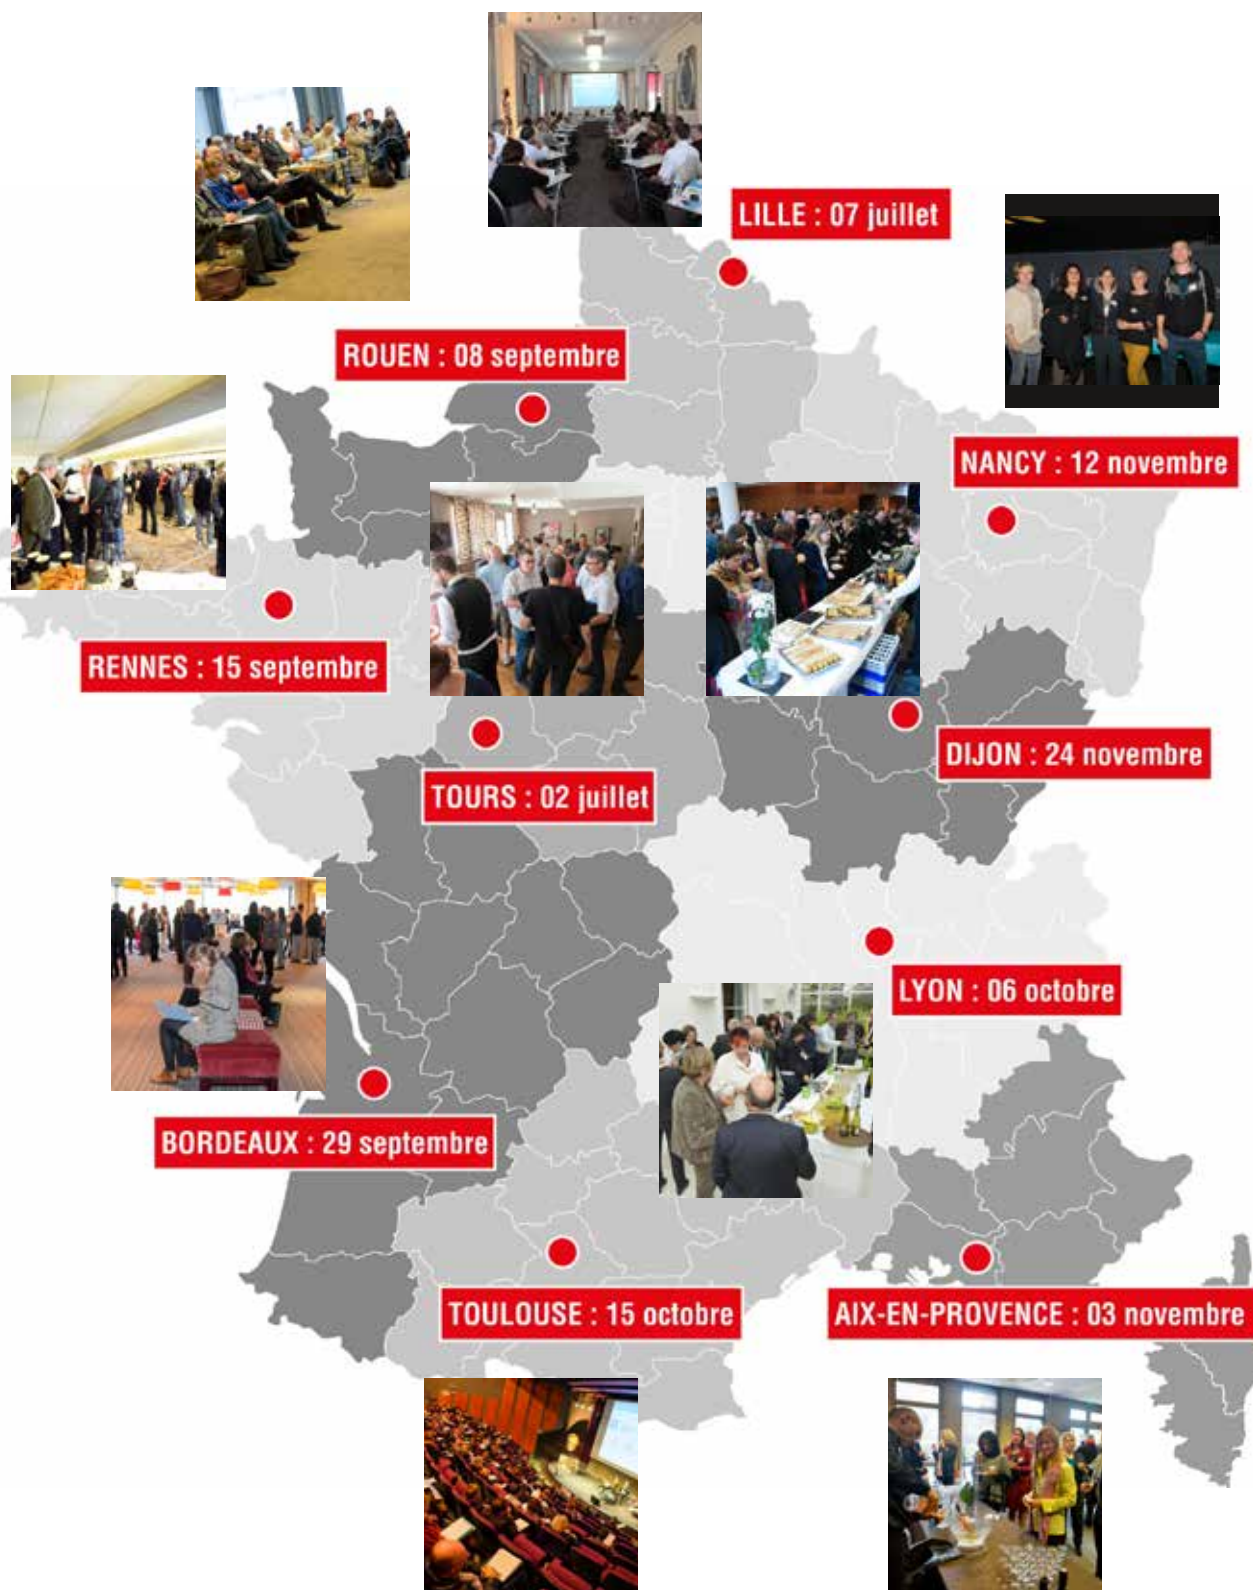 LILLE : 07 juillet
ROUEN : 08 septembre
NANCY : 12 novembre
RENNES : 15 septembre
DIJON : 24 novembre
TOURS : 02 juillet
LYON : 06 octobre
BORDEAUX : 29 septembre
TOULOUSE : 15 octobre
AIX-EN-PROVENCE : 03 novembre